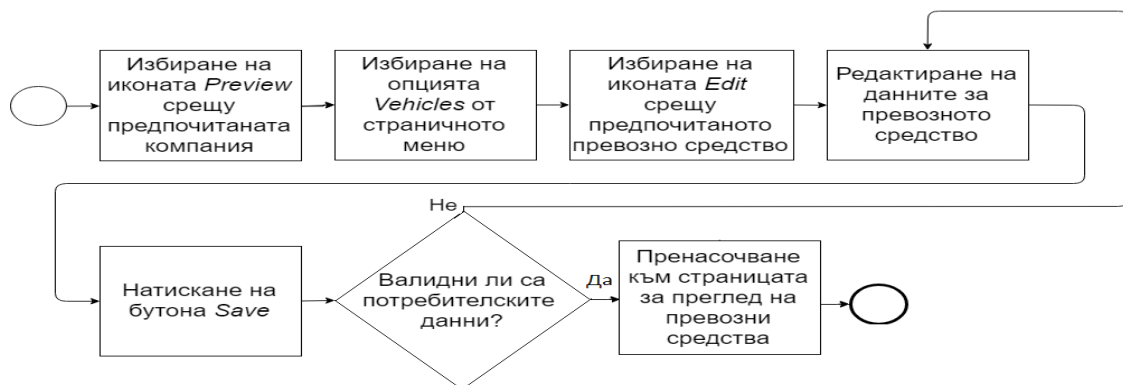 Избиране на
иконата Preview
срещу
предпочитаната
компания
Избиране на
опцията
Vehicles от
страничното
меню
Избиране на
иконата Edit
срещу
предпочитаното
превозно средство
Редактиране на
данните за
превозното
средство
Натискане на
бутона Save
Не
Валидни ли са
потребителските
данни?
Да
Пренасочване
към страницата
за преглед на
превозни
средства